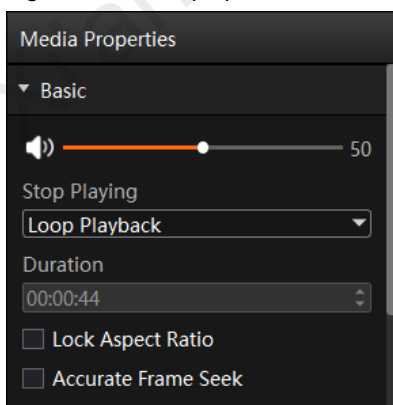 Media Properties
Basic
50
Stop Playing
Loop Playback
Duration
00:00:44
Lock Aspect Ratio
Accurate Frame Seek